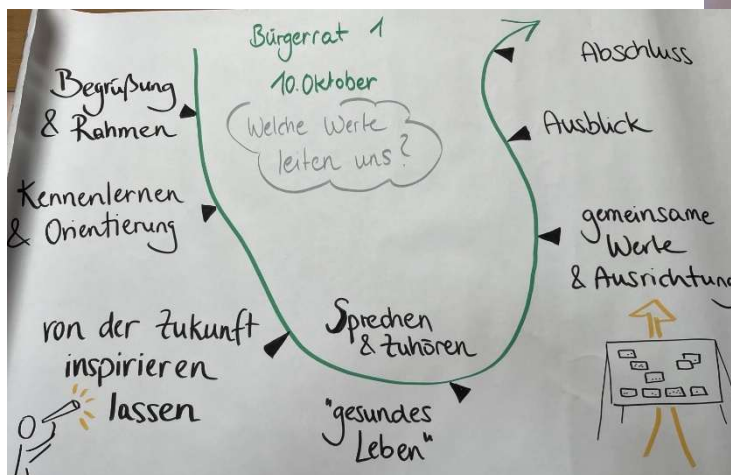 Bürgerrat 1
10. Oktober
Welche Werte
leiten uns?
Begrüßung
& Rahmen
Kennenlernen
& Orientierung
von der Zukunft
inspirieren
lassen
Sprechen
& Zuhören
"gesundes
Leben"
gemeinsame
Werte
& Ausrichtung
Ausblick
Abschluss